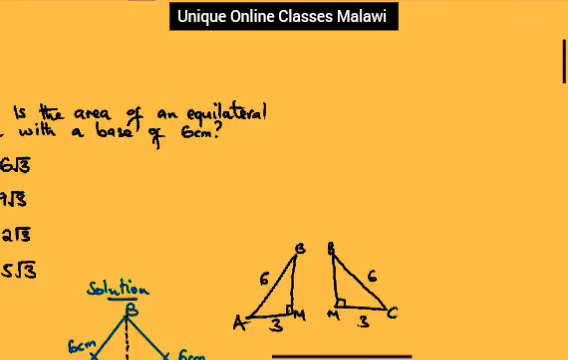 Unique Online Classes Malawi
Is the area of an equilateral
with a base of 6cm?
6√3
9√3
2√3
5√3
Solution
B
6cm
6cm
B
6
A
3
M
B
6
M
3
C